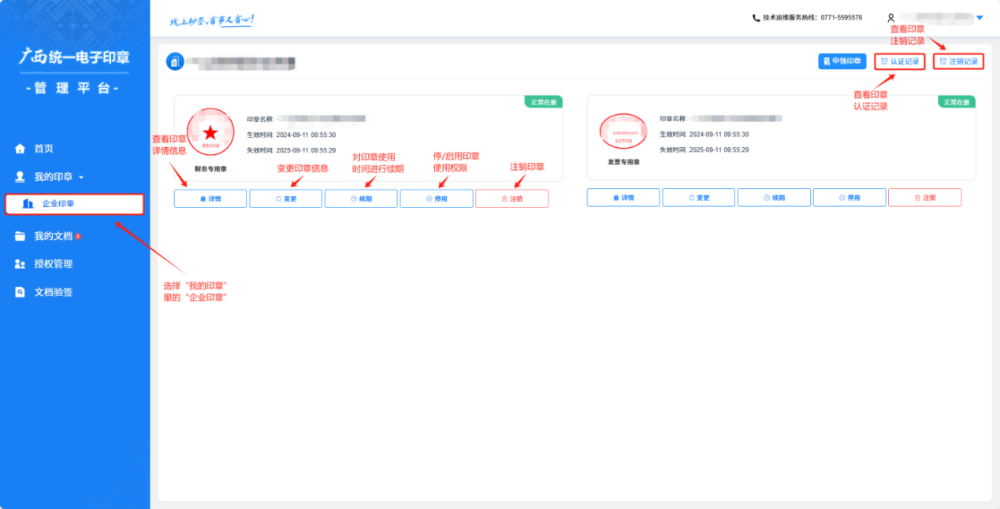 广西统一电子印章
-管 理 平 台-
首页
我的印章
企业印章
我的文档
授权管理
文档验签
线上钤签，省事又省心！
技术运维服务热线：0771-5595576
查看印章
注销记录
申领印章
认证记录
注销记录
查看印章
认证记录
正常在册
印章名称:
生效时间: 2024-09-11 09:55:30
失效时间: 2025-09-11 09:55:29
财务专用章
查看印章
详情信息
变更印章信息
对印章使用
时间进行续期
停/启用印章
使用权限
注销印章
详情
变更
续期
停用
注销
正常在册
印章名称:
生效时间: 2024-09-11 09:55:30
失效时间: 2025-09-11 09:55:29
发票专用章
详情
变更
续期
停用
注销
选择“我的印章”
里的“企业印章”